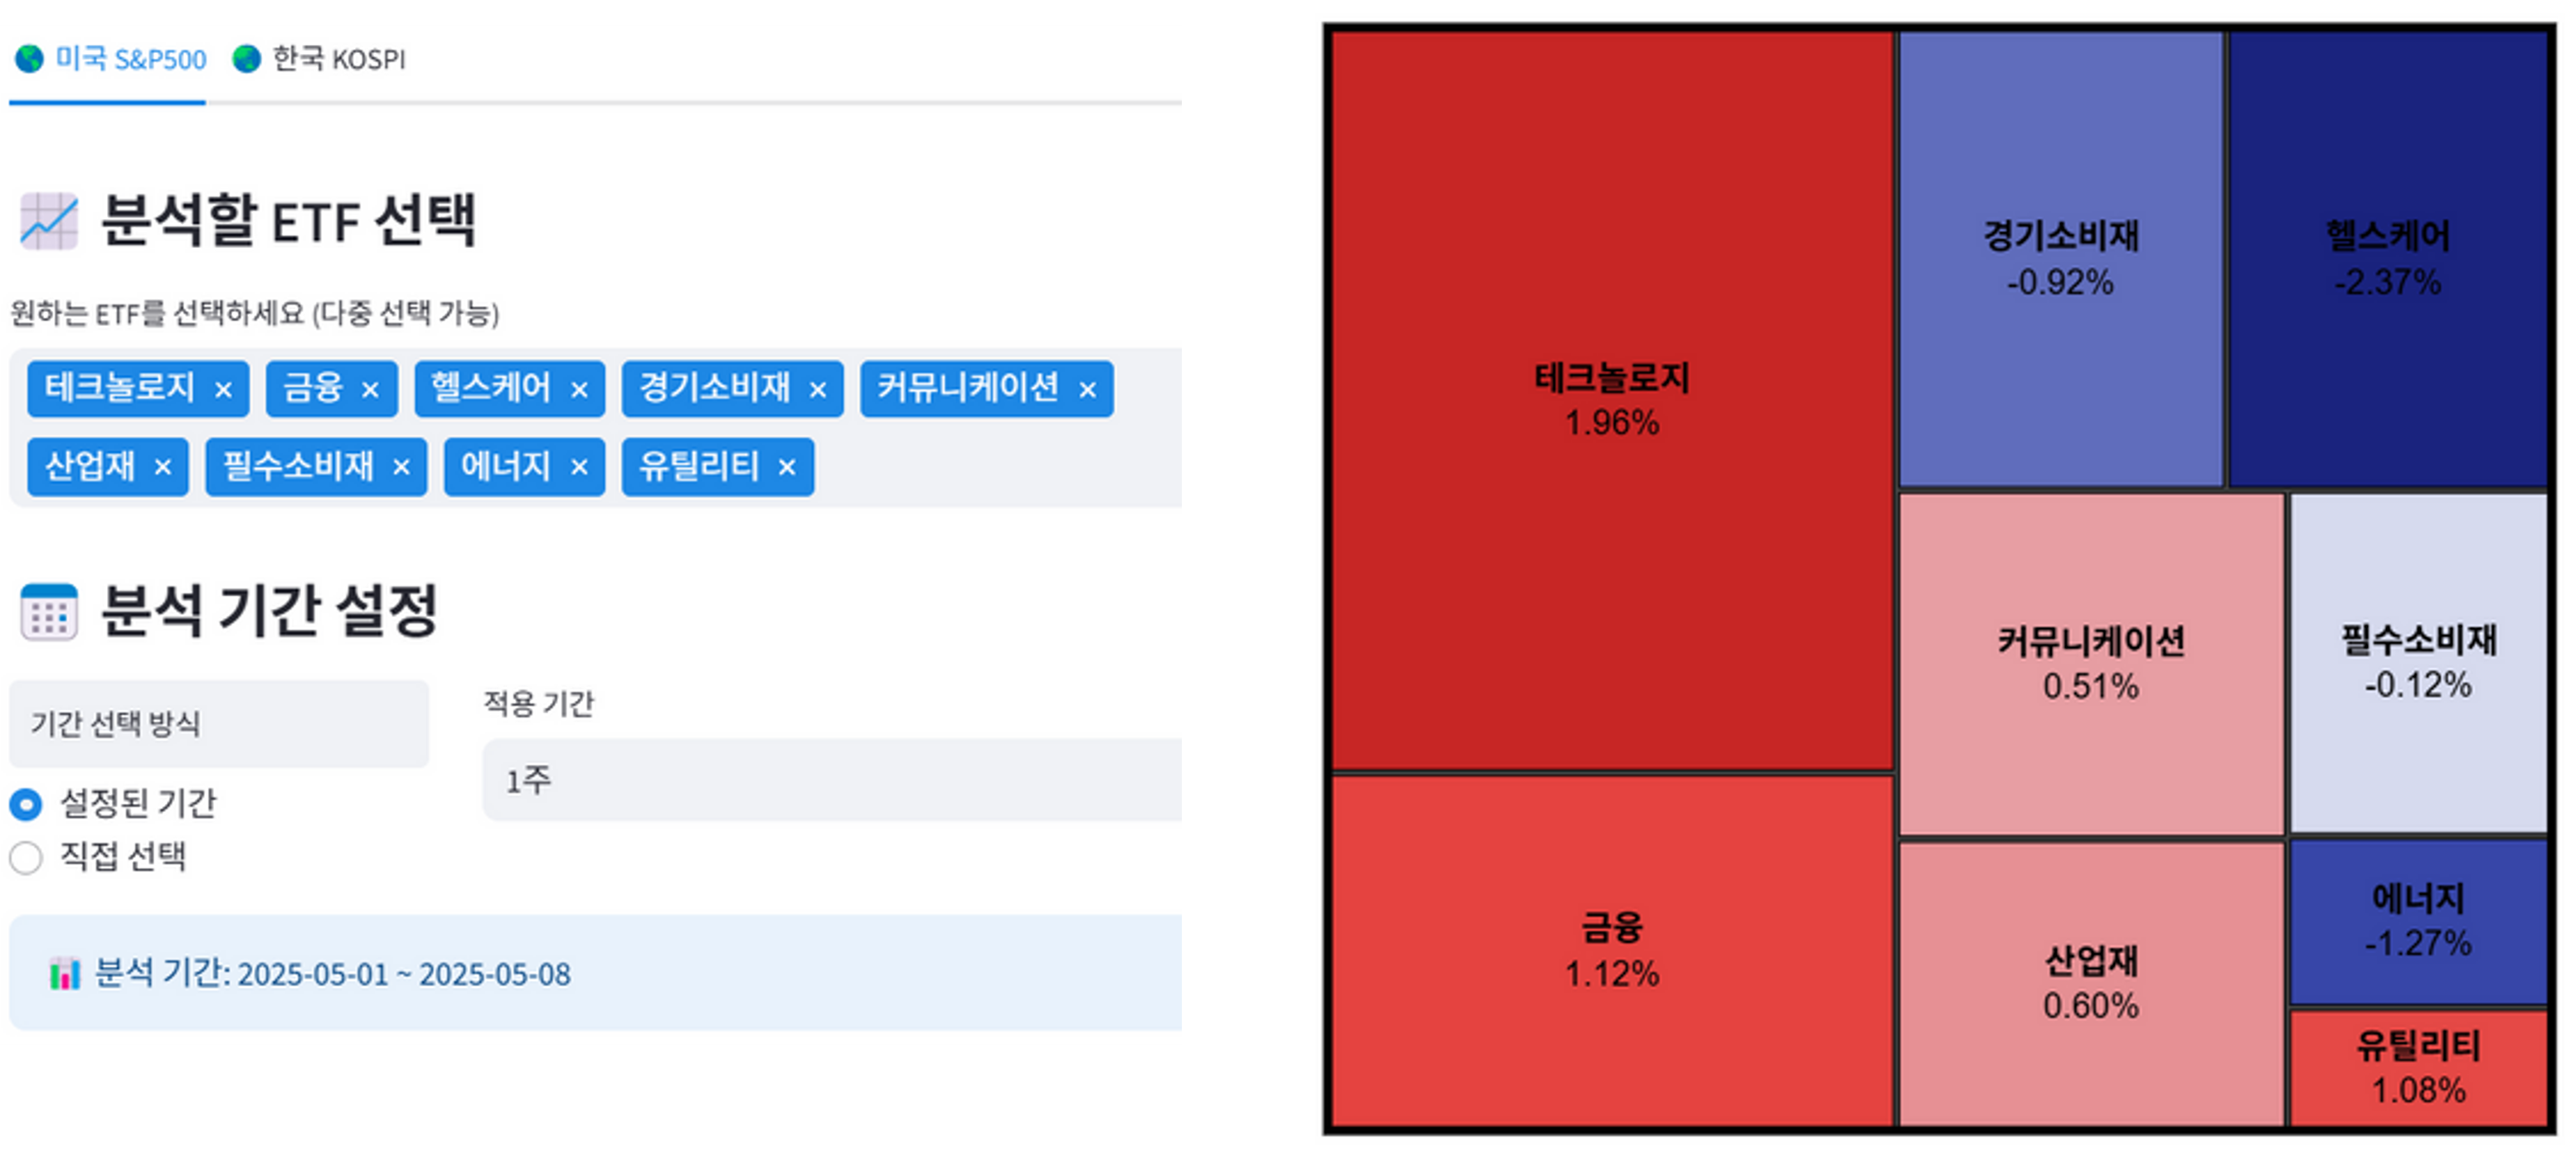 미국 S&P500 한국 KOSPI
분석할 ETF 선택
원하는 ETF를 선택하세요 (다중 선택 가능)
테크놀로지 × 금융 × 헬스케어 × 경기소비재 × 커뮤니케이션 ×
산업재 × 필수소비재 × 에너지 × 유틸리티 ×
분석 기간 설정
기간 선택 방식
설정된 기간
직접 선택
적용 기간
1주
분석 기간: 2025-05-01 ~ 2025-05-08
테크놀로지
1.96%
금융
1.12%
경기소비재
-0.92%
헬스케어
-2.37%
커뮤니케이션
0.51%
필수소비재
-0.12%
산업재
0.60%
에너지
-1.27%
유틸리티
1.08%